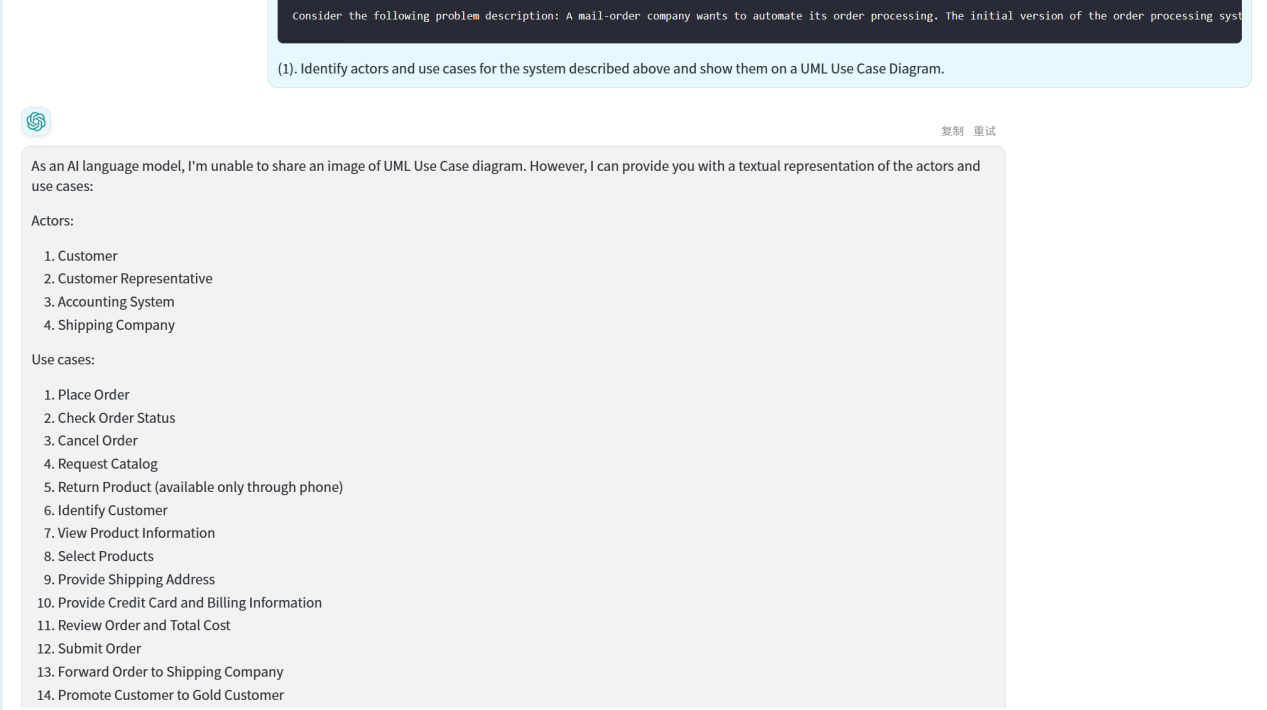 Consider the following problem description: A mail-order company wants to automate its order processing. The initial version of the order processing syst
(1). Identify actors and use cases for the system described above and show them on a UML Use Case Diagram.
复制 重试
As an AI language model, I'm unable to share an image of UML Use Case diagram. However, I can provide you with a textual representation of the actors and
use cases:
Actors:
1. Customer
2. Customer Representative
3. Accounting System
4. Shipping Company
Use cases:
1. Place Order
2. Check Order Status
3. Cancel Order
4. Request Catalog
5. Return Product (available only through phone)
6. Identify Customer
7. View Product Information
8. Select Products
9. Provide Shipping Address
10. Provide Credit Card and Billing Information
11. Review Order and Total Cost
12. Submit Order
13. Forward Order to Shipping Company
14. Promote Customer to Gold Customer